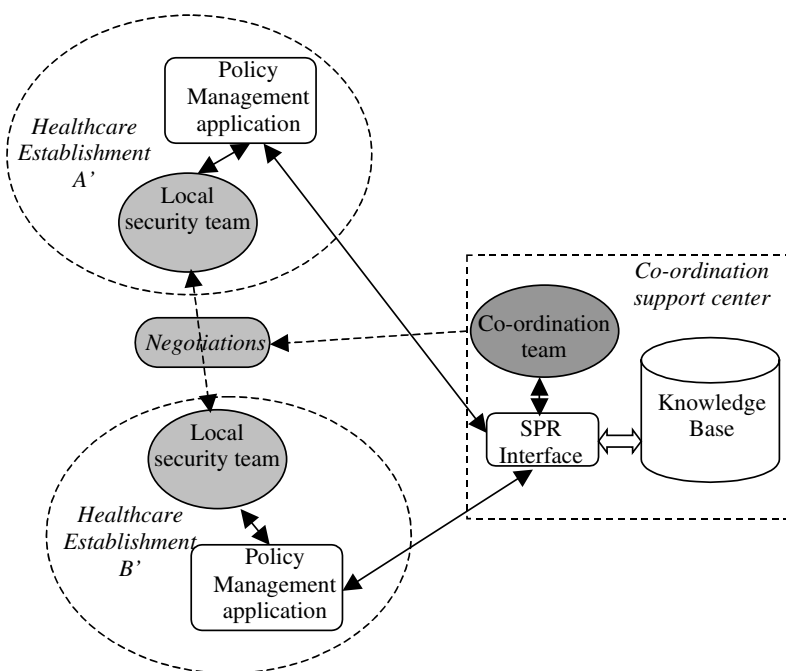 Policy
Management
application
Healthcare
Establishment
A’
Local
security team
Co-ordination
support center
Co-ordination
team
Negotiations
Knowledge
Base
SPR
Interface
Local
security team
Healthcare
Establishment
B’
Policy
Management
application